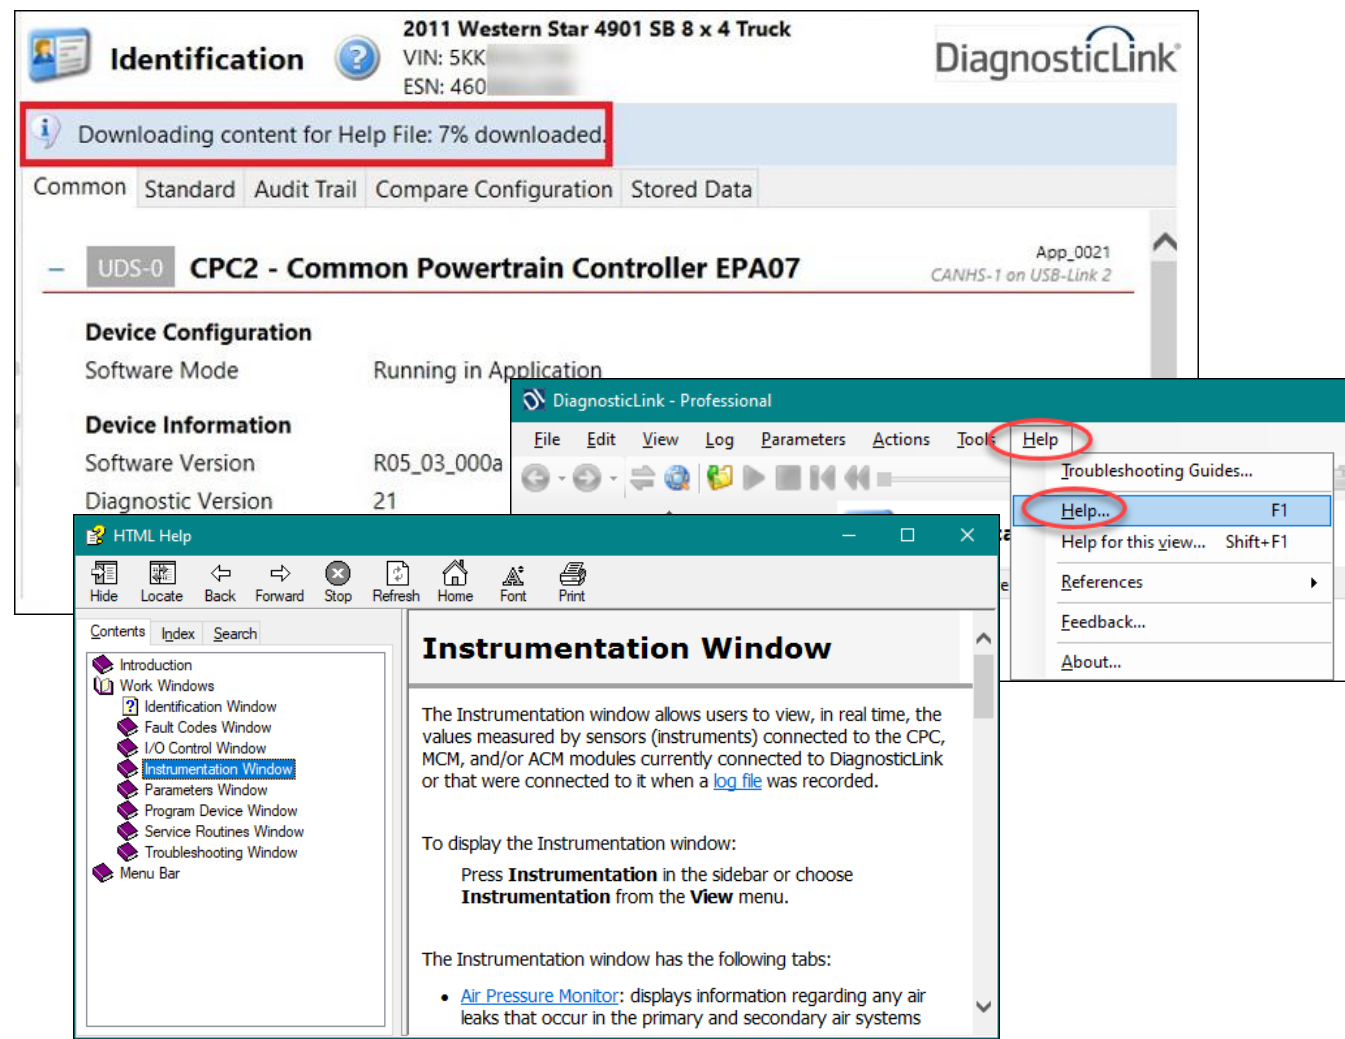 Identification
2011 Western Star 4901 SB 8 x 4 Truck
VIN: 5KK
ESN: 460
DiagnosticLink
Downloading content for Help File: 7% downloaded.
Common Standard Audit Trail Compare Configuration Stored Data
UDS-0 CPC2 - Common Powertrain Controller EPA07
App_0021
CANHS-1 on USB-Link 2
Device Configuration
Software Mode Running in Application
Device Information
Software Version R05_03_000a
Diagnostic Version 21
DiagnosticLink - Professional
File Edit View Log Parameters Actions Tools Help
Troubleshooting Guides...
Help... F1
Help for this view... Shift+F1
References
Feedback...
About...
HTML Help
Hide Locate Back Forward Stop Refresh Home Font Print
Contents Index Search
Introduction
Work Windows
Identification Window
Fault Codes Window
I/O Control Window
Instrumentation Window
Parameters Window
Program Device Window
Service Routines Window
Troubleshooting Window
Menu Bar
Instrumentation Window
The Instrumentation window allows users to view, in real time, the
values measured by sensors (instruments) connected to the CPC,
MCM, and/or ACM modules currently connected to DiagnosticLink
or that were connected to it when a log file was recorded.
To display the Instrumentation window:
Press Instrumentation in the sidebar or choose
Instrumentation from the View menu.
The Instrumentation window has the following tabs:
• Air Pressure Monitor: displays information regarding any air
leaks that occur in the primary and secondary air systems